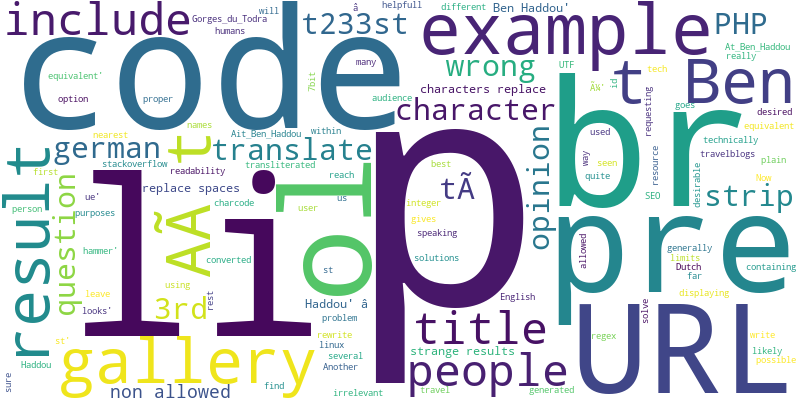 include
Gorges_du_Todra
will
â
helpfull
different
Ben Haddou'
humans
t233st
example
PHP
code
At_Ben_Haddou
really
equivalent'
many
wrong
UTF
tech
t
Ben
7bit
Ã¼'
id
option
proper
audience
characters replace
desired
character
br
requesting
names
nearest
Ait_Ben_Haddou
within
used
goes
equivalent
german
t
translate
technically
result
stackoverflow
transliterated
best
way
seen
resource
travelblogs
plain
first
readability
reach
quite
Now
li
p
ol
tÃ
opinion
SEO
desirable
person
ue'
replace spaces
us
strip
question
purposes
charcode
user
integer
AÃ
gives
pre
hammer'
speaking
allowed
generally
converted
st
solutions
limits
Dutch
containing
far
leave
using
3rd
rest
Haddou' â
English
displaying
looks'
problem
URL
solve
write
st'
rewrite
title
regex
likely
linux
possible
gallery
several
strange results
Haddou
Another
people
sure
non allowed
find
irrelevant
travel
generated